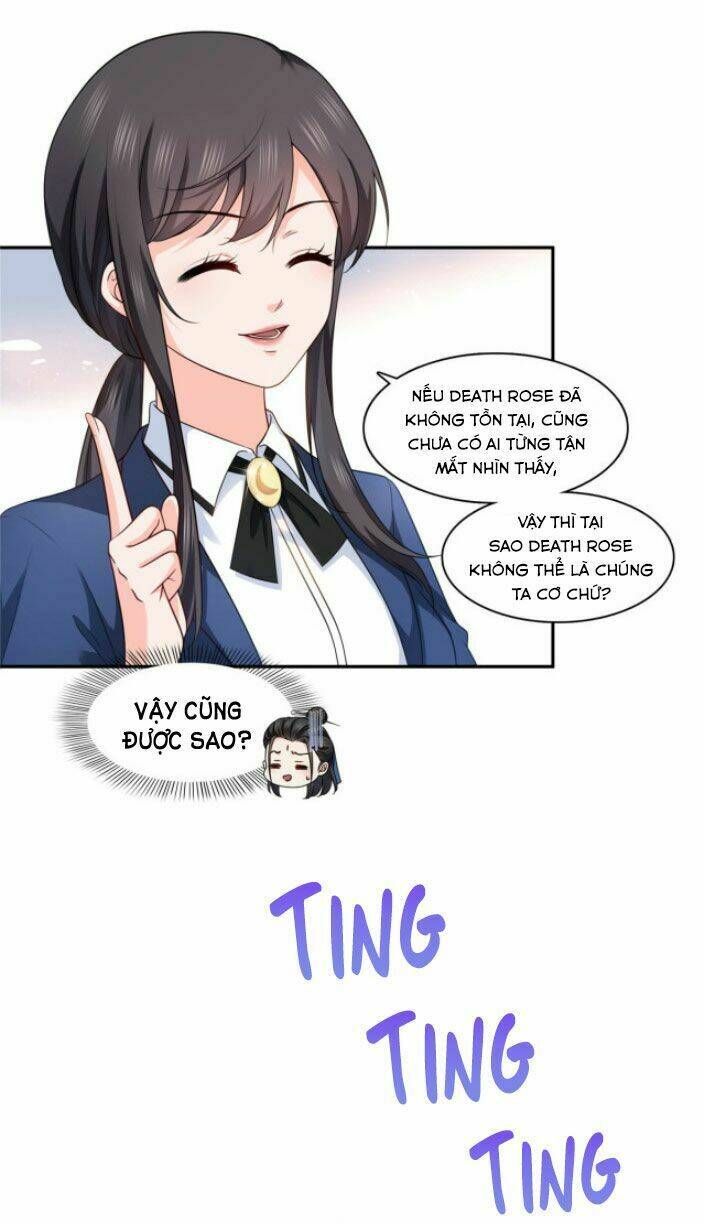 NẾU DEATH ROSE ĐÃ
KHÔNG TỒN TẠI, CŨNG
CHƯA CÓ AI TỪNG TẬN
MẮT NHÌN THẤY,
VẬY THÌ TẠI
SAO DEATH ROSE
KHÔNG THỂ LÀ CHÚNG
TA CƠ CHỨ?
VẬY CŨNG
ĐƯỢC SAO?
TING
TING
TING